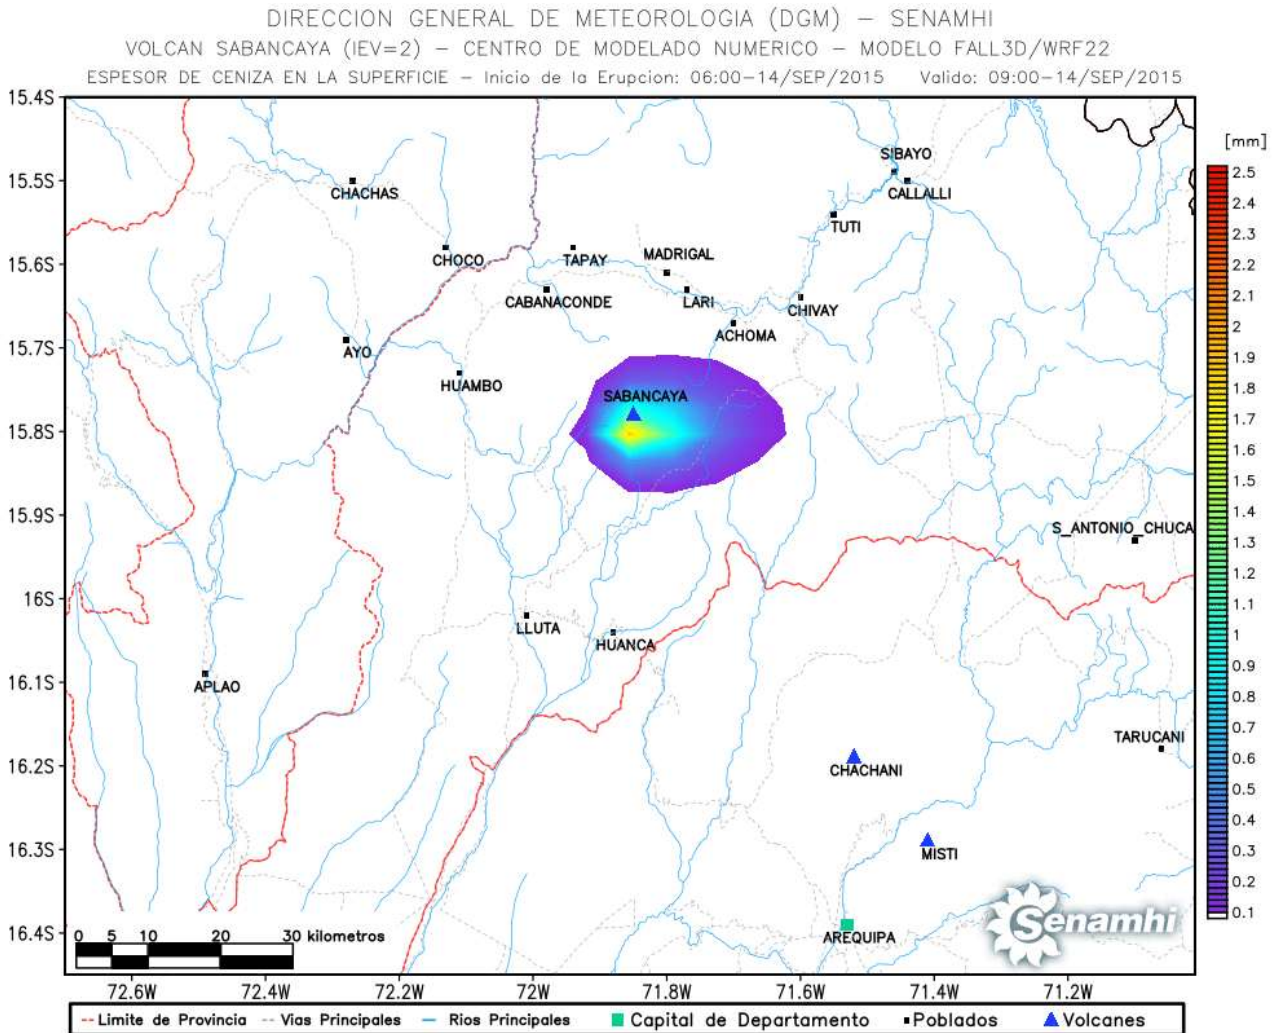 DIRECCION GENERAL DE METEOROLOGIA (DGM) – SENAMHI
VOLCAN SABANCAYA (IEV=2) – CENTRO DE MODELADO NUMERICO – MODELO FALL3D/WRF22
ESPESOR DE CENIZA EN LA SUPERFICIE – Inicio de la Erupcion: 06:00–14/SEP/2015 Valido: 09:00–14/SEP/2015
15.4S
15.5S
15.6S
15.7S
15.8S
15.9S
16S
16.1S
16.2S
16.3S
16.4S
SIBAYO
CHACHAS
CALLALLI
TUTI
MADRIGAL
CHOCO
TAPAY
CABANACONDE
LARI
CHIVAY
ACHOMA
AYO
HUAMBO
SABANCAYA
S_ANTONIO_CHUCA
LLUTA
HUANCA
APLAO
TARUCANI
CHACHANI
MISTI
AREQUIPA
Senamhi
0 5 10 20 30 kilometros
72.6W 72.4W 72.2W 72W 71.8W 71.6W 71.4W 71.2W
[mm]
2.5
2.4
2.3
2.2
2.1
2
1.9
1.8
1.7
1.6
1.5
1.4
1.3
1.2
1.1
1
0.9
0.8
0.7
0.6
0.5
0.4
0.3
0.2
0.1
Limite de Provincia Vias Principales Rios Principales Capital de Departamento Poblados Volcanes